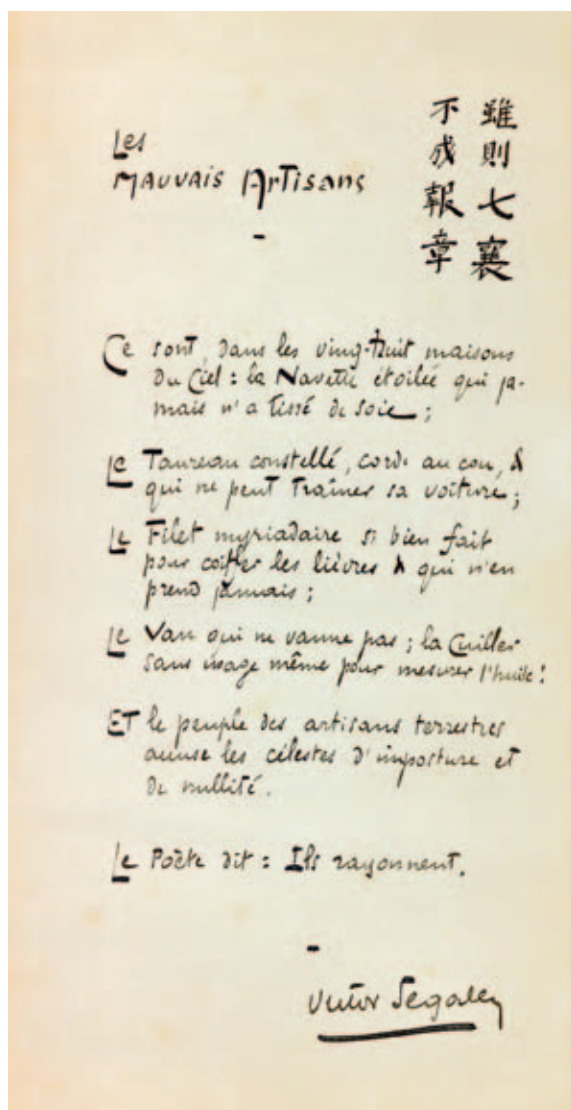 Les
Mauvais Artisans
雖則七襄
不成報章
Ce sont, dans les vingt-huit maisons
du Ciel : la Navette étoilée qui ja-
mais n'a tissé de soie ;
Le Taureau constellé, corde au cou, &
qui ne peut traîner sa voiture ;
Le Filet myriadaire si bien fait
pour coiffer les lièvres & qui n'en
prend jamais ;
Le Van qui ne vanne pas ; la Cuiller
sans usage même pour mesurer l'huile !
ET le peuple des artisans terrestres
accuse les célestes d'imposture et
de nullité.
Le Poète dit : Ils rayonnent.
Victor Segalen